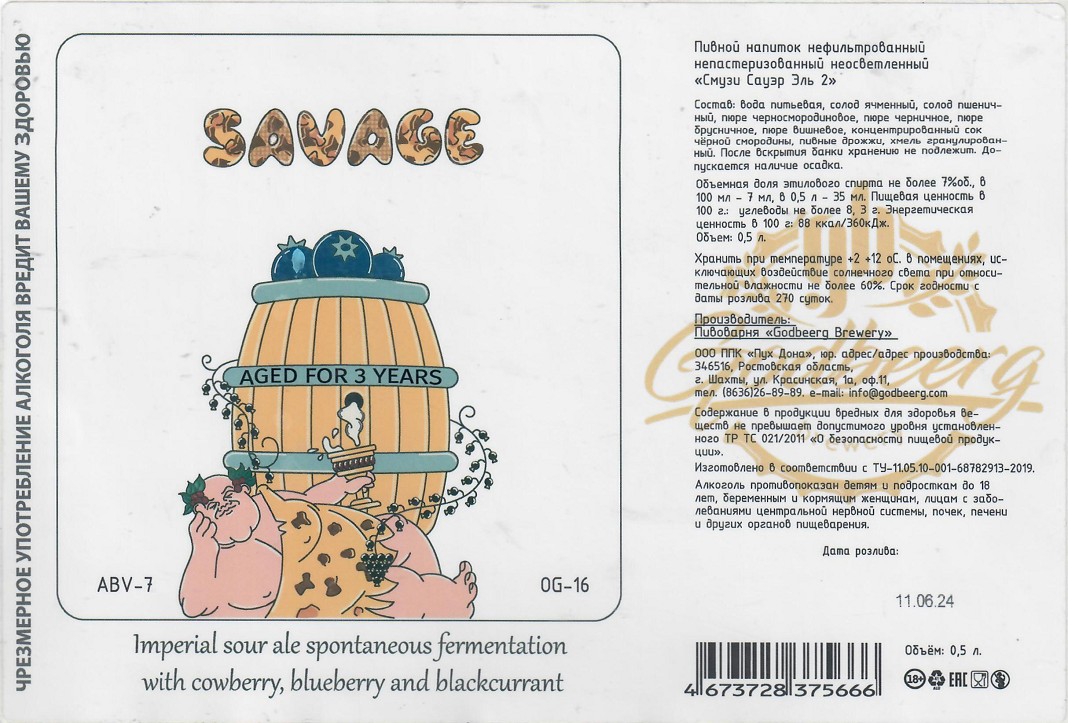 ЧРЕЗМЕРНОЕ УПОТРЕБЛЕНИЕ АЛКОГОЛЯ ВРЕДИТ ВАШЕМУ ЗДОРОВЬЮ
SAVAGE
AGED FOR 3 YEARS
ABV-7
OG-16
Imperial sour ale spontaneous fermentation
with cowberry, blueberry and blackcurrant
Пивной напиток нефильтрованный
непастеризованный неосветленный
«Смузи Сауэр Эль 2»
Состав: вода питьевая, солод ячменный, солод пшенич-
ный, пюре черносмородиновое, пюре черничное, пюре
брусничное, пюре вишневое, концентрированный сок
чёрной смородины, пивные дрожжи, хмель гранулирован-
ный. После вскрытия банки хранению не подлежит. До-
пускается наличие осадка.
Объемная доля этилового спирта не более 7%об., в
100 мл – 7 мл, в 0,5 л – 35 мл. Пищевая ценность в
100 г.: углеводы не более 8, 3 г. Энергетическая
ценность в 100 г: 88 ккал/360кДж.
Объем: 0,5 л.
Хранить при температуре +2 +12 оС. в помещениях, ис-
ключающих воздействие солнечного света при относи-
тельной влажности не более 60%. Срок годности с
даты розлива 270 суток.
Производитель:
Пивоварня «Godbeerg Brewery»
ООО ППК «Пух Дона», юр. адрес/адрес производства:
346516, Ростовская область,
г. Шахты, ул. Красинская, 1а, оф.11,
тел. (8636)26-89-89. e-mail: info@godbeerg.com
Содержание в продукции вредных для здоровья ве-
ществ не превышает допустимого уровня установлен-
ного ТР ТС 021/2011 «О безопасности пищевой продук-
ции».
Изготовлено в соответствии с ТУ-11.05.10-001-68782913-2019.
Алкоголь противопоказан детям и подросткам до 18
лет, беременным и кормящим женщинам, лицам с забо-
леваниями центральной нервной системы, почек, печени
и других органов пищеварения.
Godbeerg
Дата розлива:
11.06.24
Объём: 0,5 л.
4 673728 375666
18+ EAC